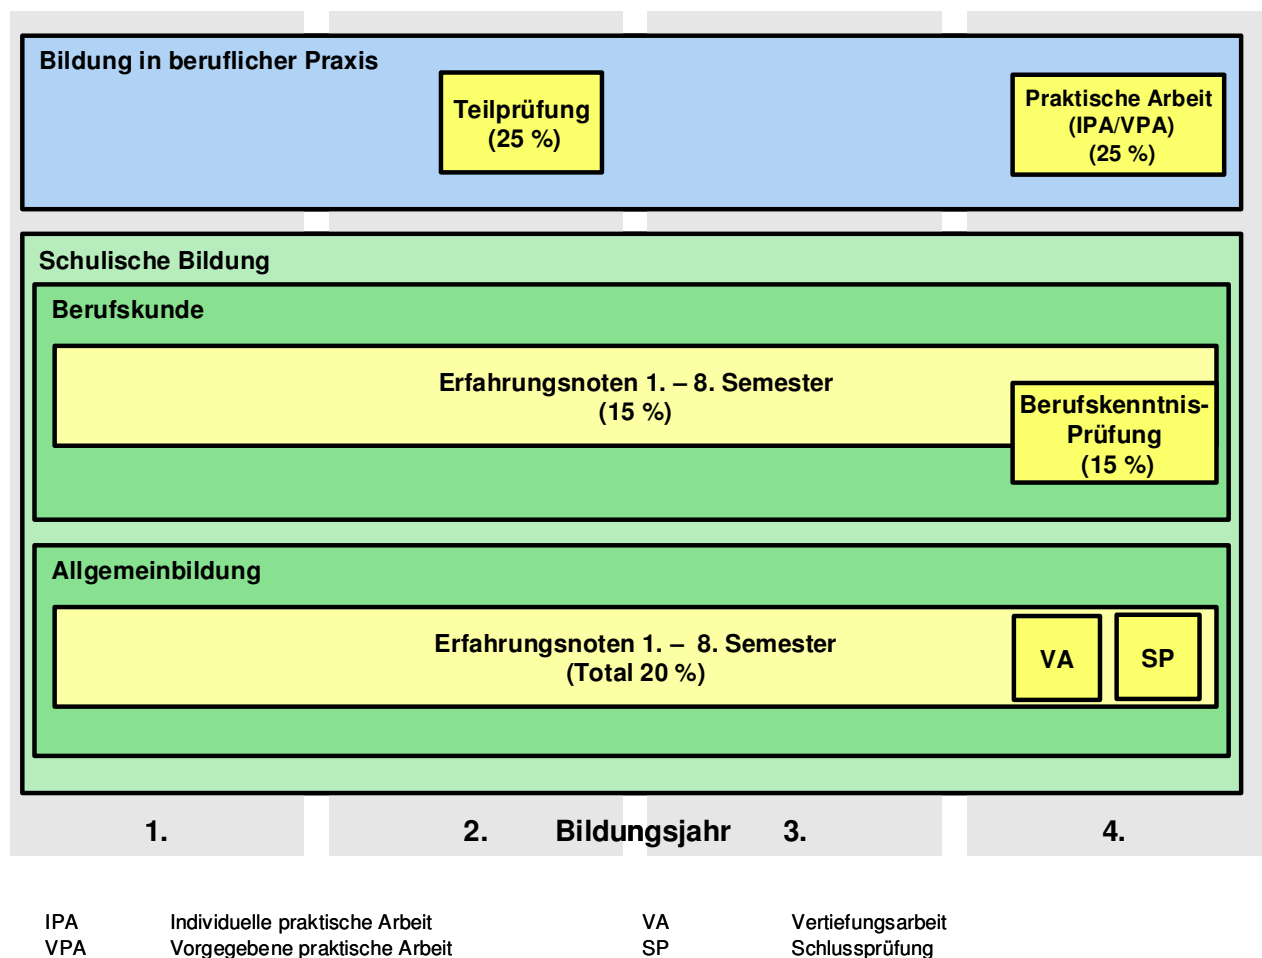 Bildung in beruflicher Praxis
Teilprüfung
(25 %)
Praktische Arbeit
(IPA/VPA)
(25 %)
Schulische Bildung
Berufskunde
Erfahrungsnoten 1. – 8. Semester
(15 %)
Berufskenntnis-
Prüfung
(15 %)
Allgemeinbildung
Erfahrungsnoten 1. – 8. Semester
(Total 20 %)
VA
SP
1. 2. Bildungsjahr 3. 4.
IPA Individuelle praktische Arbeit VA Vertiefungsarbeit
VPA Vorgegebene praktische Arbeit SP Schlussprüfung